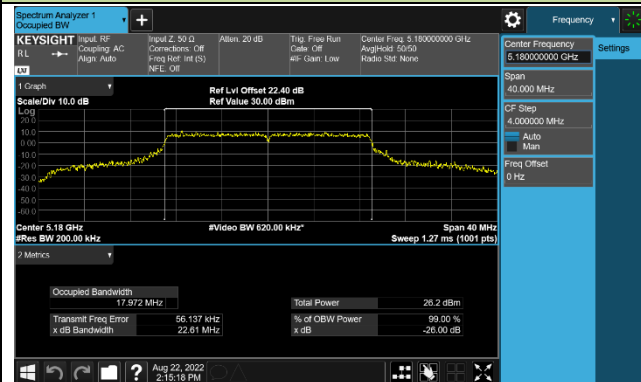 Spectrum Analyzer 1
Occupied BW
Frequency
KEYSIGHT
RL
LXI
Input: RF
Coupling: AC
Align: Auto
Input Z: 50 Ω
Corrections: Off
Freq Ref: Int (S)
NFE: Off
Atten: 20 dB
Trig: Free Run
Gate: Off
#IF Gain: Low
Center Freq: 5.180000000 GHz
Avg|Hold: 50/50
Radio Std: None
Center Frequency
5.180000000 GHz
Settings
Span
40.000 MHz
CF Step
4.000000 MHz
Auto
Man
Freq Offset
0 Hz
1 Graph
Scale/Div 10.0 dB
Ref Lvl Offset 22.40 dB
Ref Value 30.00 dBm
Log
20.0
10.0
0.00
-10.0
-20.0
-30.0
-40.0
-50.0
-60.0
Center 5.18 GHz
#Res BW 200.00 kHz
#Video BW 620.00 kHz*
Span 40 MHz
Sweep 1.27 ms (1001 pts)
2 Metrics
Occupied Bandwidth
17.972 MHz
Total Power 26.2 dBm
Transmit Freq Error 56.137 kHz
% of OBW Power 99.00 %
x dB Bandwidth 22.61 MHz
x dB -26.00 dB
?
Aug 22, 2022
2:15:18 PM